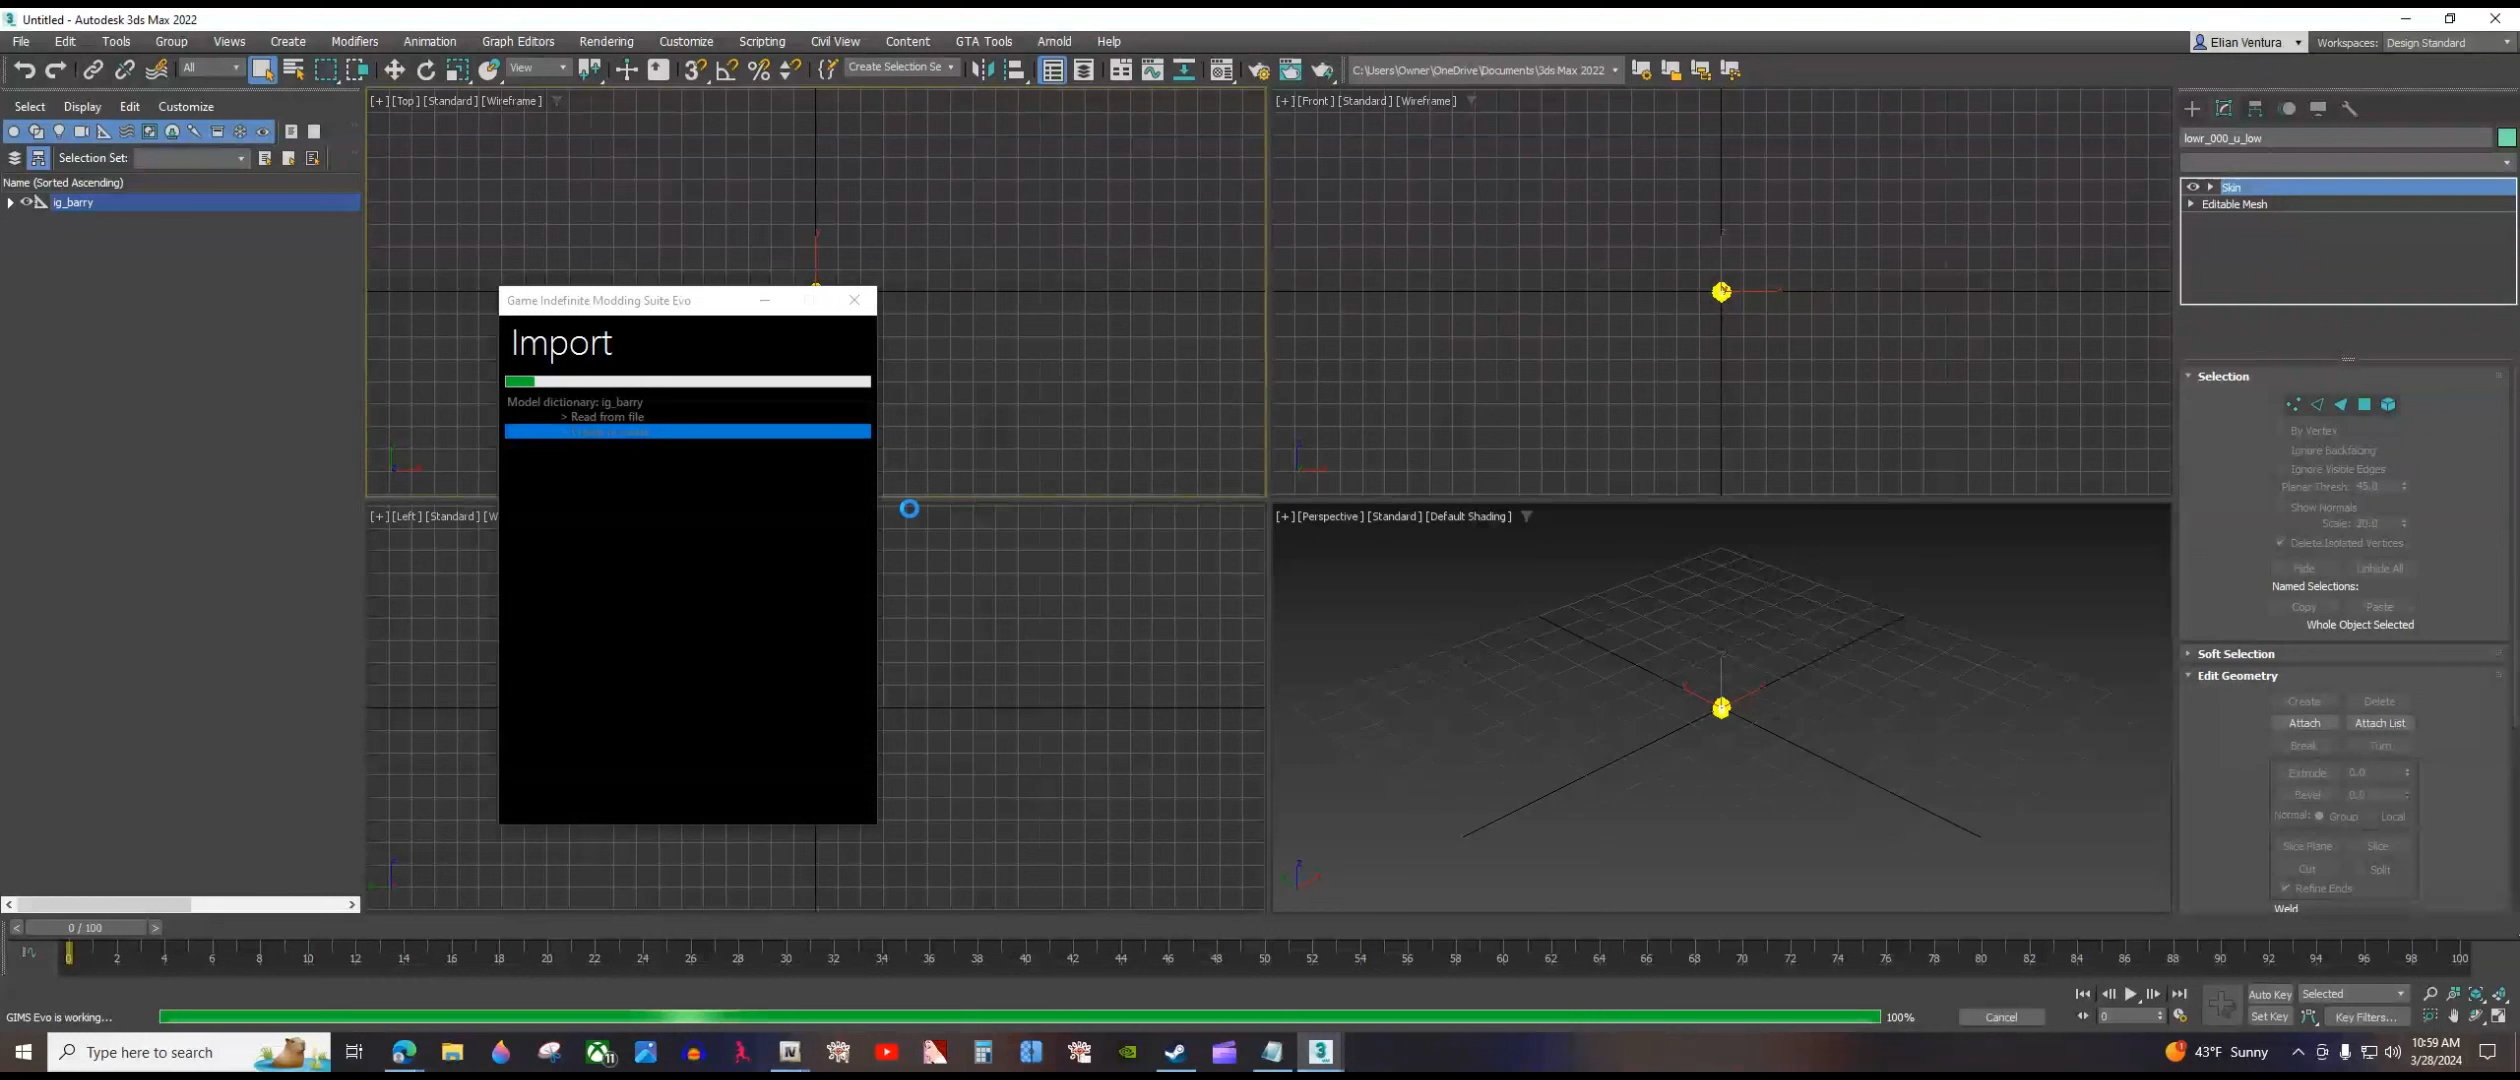 Untitled - Autodesk 3ds Max 2022
File Edit Tools Group Views Create Modifiers Animation Graph Editors Rendering Customize Scripting Civil View Content GTA Tools Arnold Help
Elian Ventura Workspaces: Design Standard
All View Create Selection Se C:\Users\Owner\OneDrive\Documents\3ds Max 2022
Select Display Edit Customize
Selection Set:
Name (Sorted Ascending)
ig_barry
[+] [Top] [Standard] [Wireframe]
[+] [Front] [Standard] [Wireframe]
Game Indefinite Modding Suite Evo
Import
Model dictionary: ig_barry
> Read from file
[+] [Left] [Standard] [W
[+] [Perspective] [Standard] [Default Shading]
lowr_000_u_low
Skin
Editable Mesh
Selection
By Vertex
Ignore Backfacing
Ignore Visible Edges
Planar Thresh: 45.0
Show Normals
Scale: 20.0
Delete Isolated Vertices
Hide Unhide All
Named Selections:
Copy Paste
Whole Object Selected
Soft Selection
Edit Geometry
Create Delete
Attach Attach List
Break Turn
Extrude 0.0
Bevel 0.0
Normal: Group Local
Slice Plane Slice
Cut Split
Refine Ends
Weld
0 / 100
0 2 4 6 8 10 12 14 16 18 20 22 24 26 28 30 32 34 36 38 40 42 44 46 48 50 52 54 56 58 60 62 64 66 68 70 72 74 76 78 80 82 84 86 88 90 92 94 96 98 100
Auto Key Selected
GIMS Evo is working... 100% Cancel 0 Set Key Key Filters...
Type here to search
11
3
43°F Sunny
10:59 AM
3/28/2024